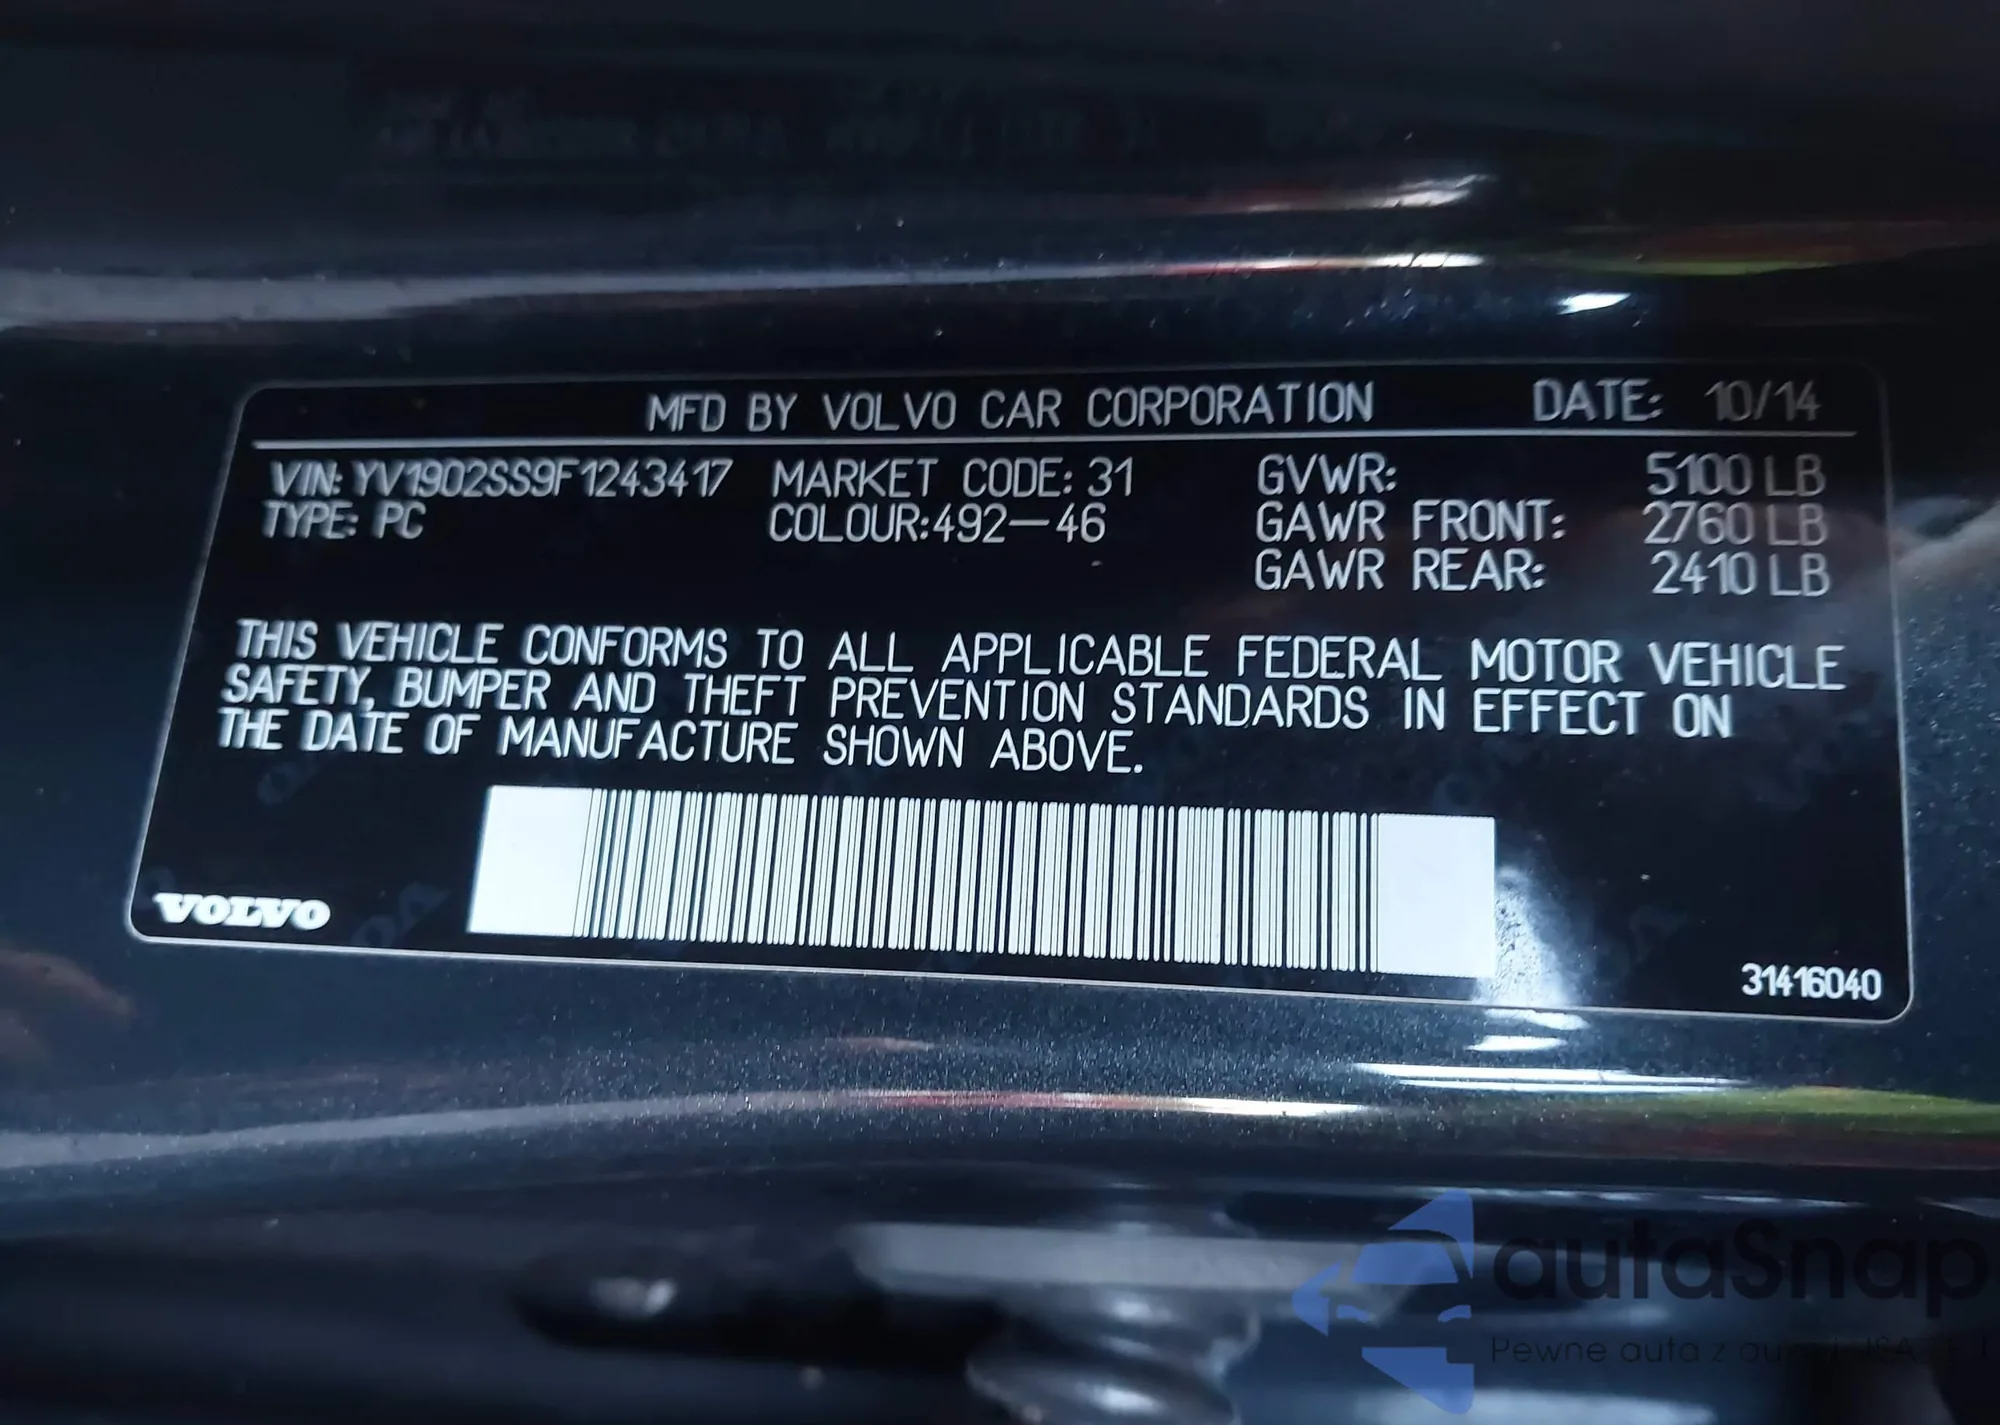 MFD BY VOLVO CAR CORPORATION DATE: 10/14
VIN: YV1902SS9F1243417 MARKET CODE: 31 GVWR: 5100 LB
TYPE: PC COLOUR:492-46 GAWR FRONT: 2760 LB
GAWR REAR: 2410 LB
THIS VEHICLE CONFORMS TO ALL APPLICABLE FEDERAL MOTOR VEHICLE
SAFETY, BUMPER AND THEFT PREVENTION STANDARDS IN EFFECT ON
THE DATE OF MANUFACTURE SHOWN ABOVE.
VOLVO
31416040
autaSnap
Pewne auta z